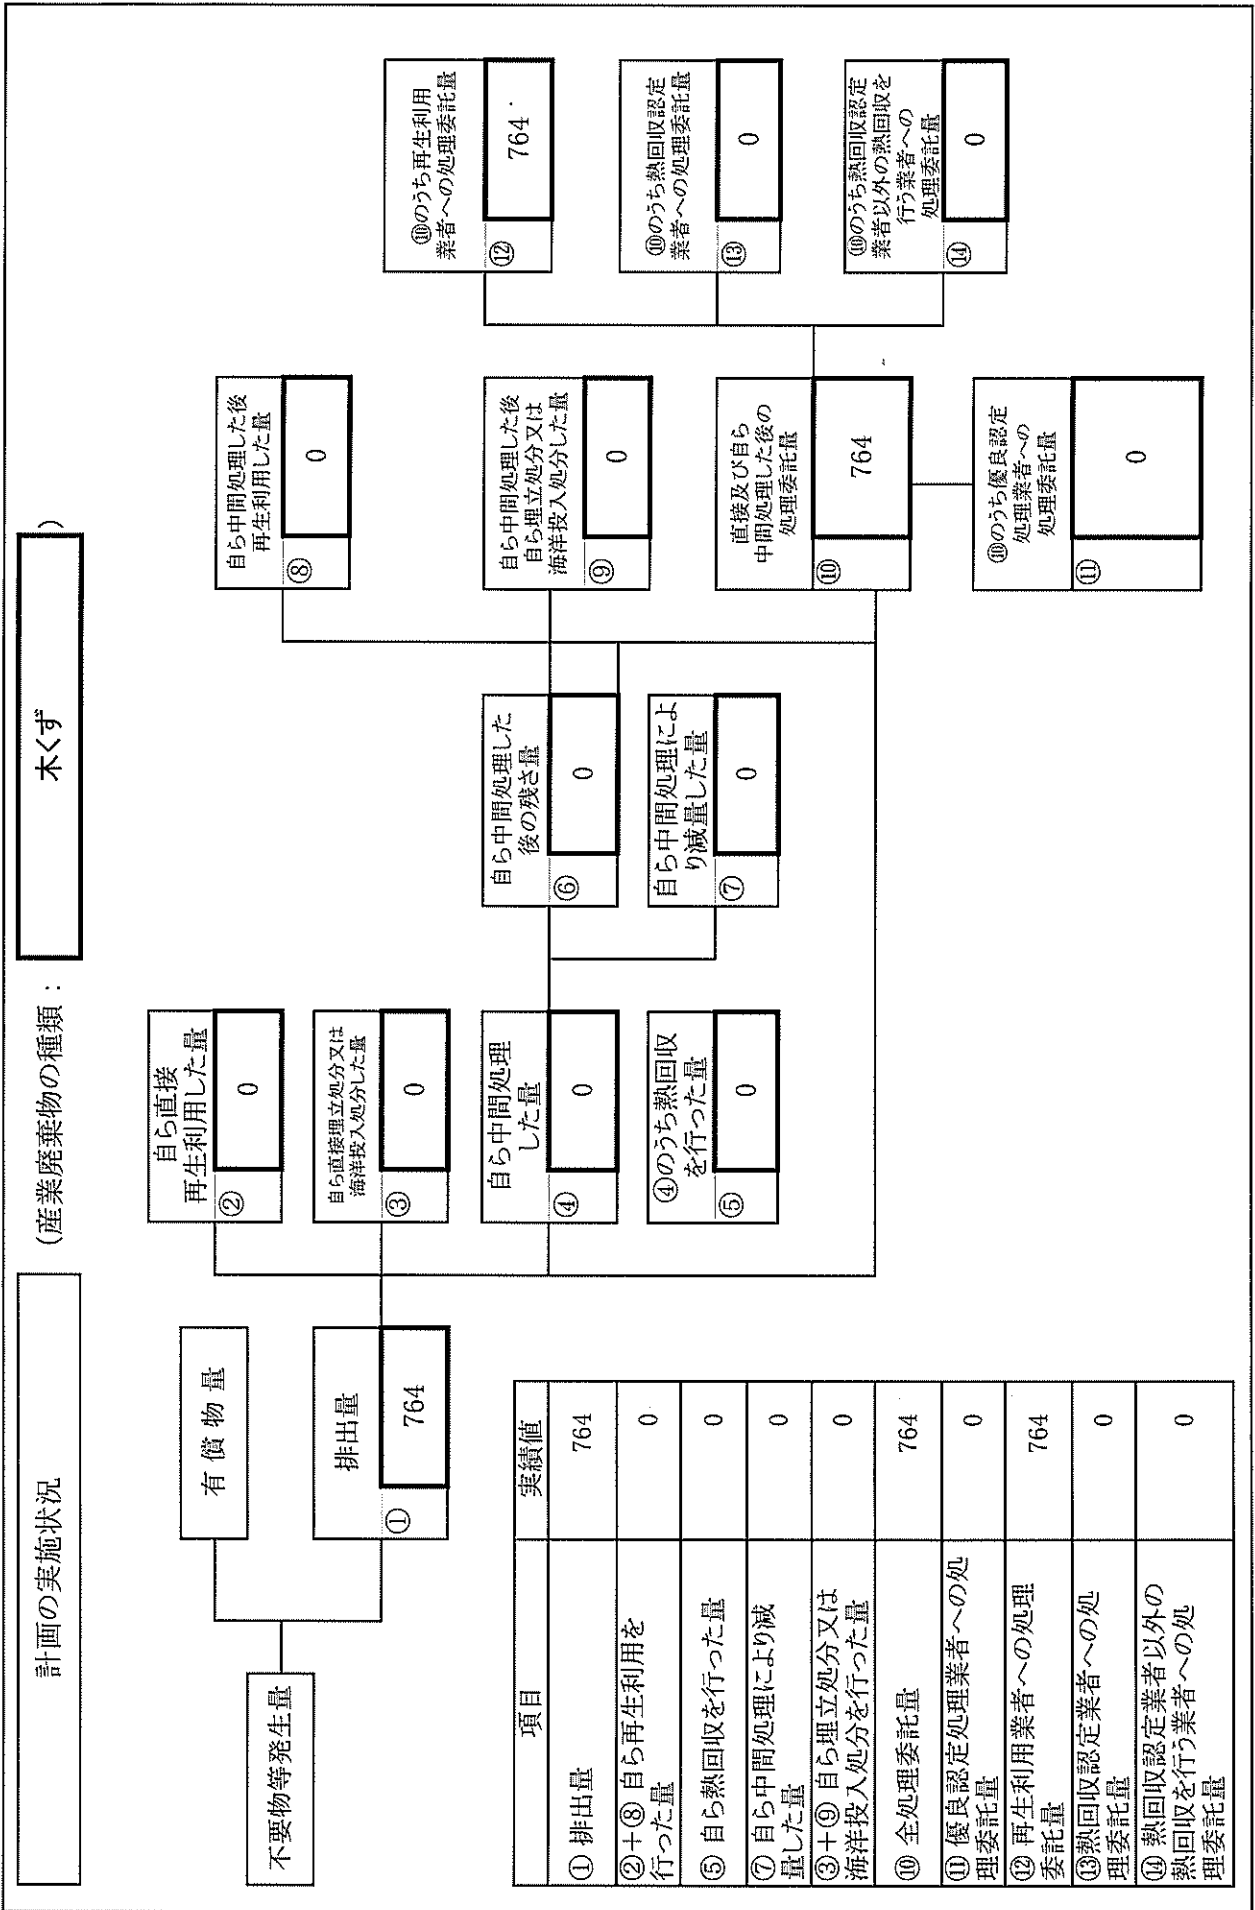 計画の実施状況
(産業廃棄物の種類:
木くず
)
不要物等発生量
有償物量
排出量
①
764
自ら直接
再生利用した量
②
0
自ら直接埋立処分又は
海洋投入処分した量
③
0
自ら中間処理
した量
④
0
④のうち熱回収
を行った量
⑤
0
自ら中間処理した
後の残さ量
⑥
0
自ら中間処理によ
り減量した量
⑦
0
自ら中間処理した後
再生利用した量
⑧
0
自ら中間処理した後
自ら埋立処分又は
海洋投入処分した量
⑨
0
直接及び自ら
中間処理した後の
処理委託量
⑩
764
⑩のうち優良認定
処理業者への
処理委託量
⑪
0
⑩のうち再生利用
業者への処理委託量
⑫
764
⑩のうち熱回収認定
業者への処理委託量
⑬
0
⑩のうち熱回収認定
業者以外の熱回収を
行う業者への
処理委託量
⑭
0
項目 実績値
① 排出量 764
②+⑧ 自ら再生利用を
行った量 0
⑤ 自ら熱回収を行った量 0
⑦ 自ら中間処理により減
量した量 0
③+⑨ 自ら埋立処分又は
海洋投入処分を行った量 0
⑩ 全処理委託量 764
⑪ 優良認定処理業者への処
理委託量 0
⑫ 再生利用業者への処理
委託量 764
⑬熱回収認定業者への処
理委託量 0
⑭ 熱回収認定業者以外の
熱回収を行う業者への処
理委託量 0